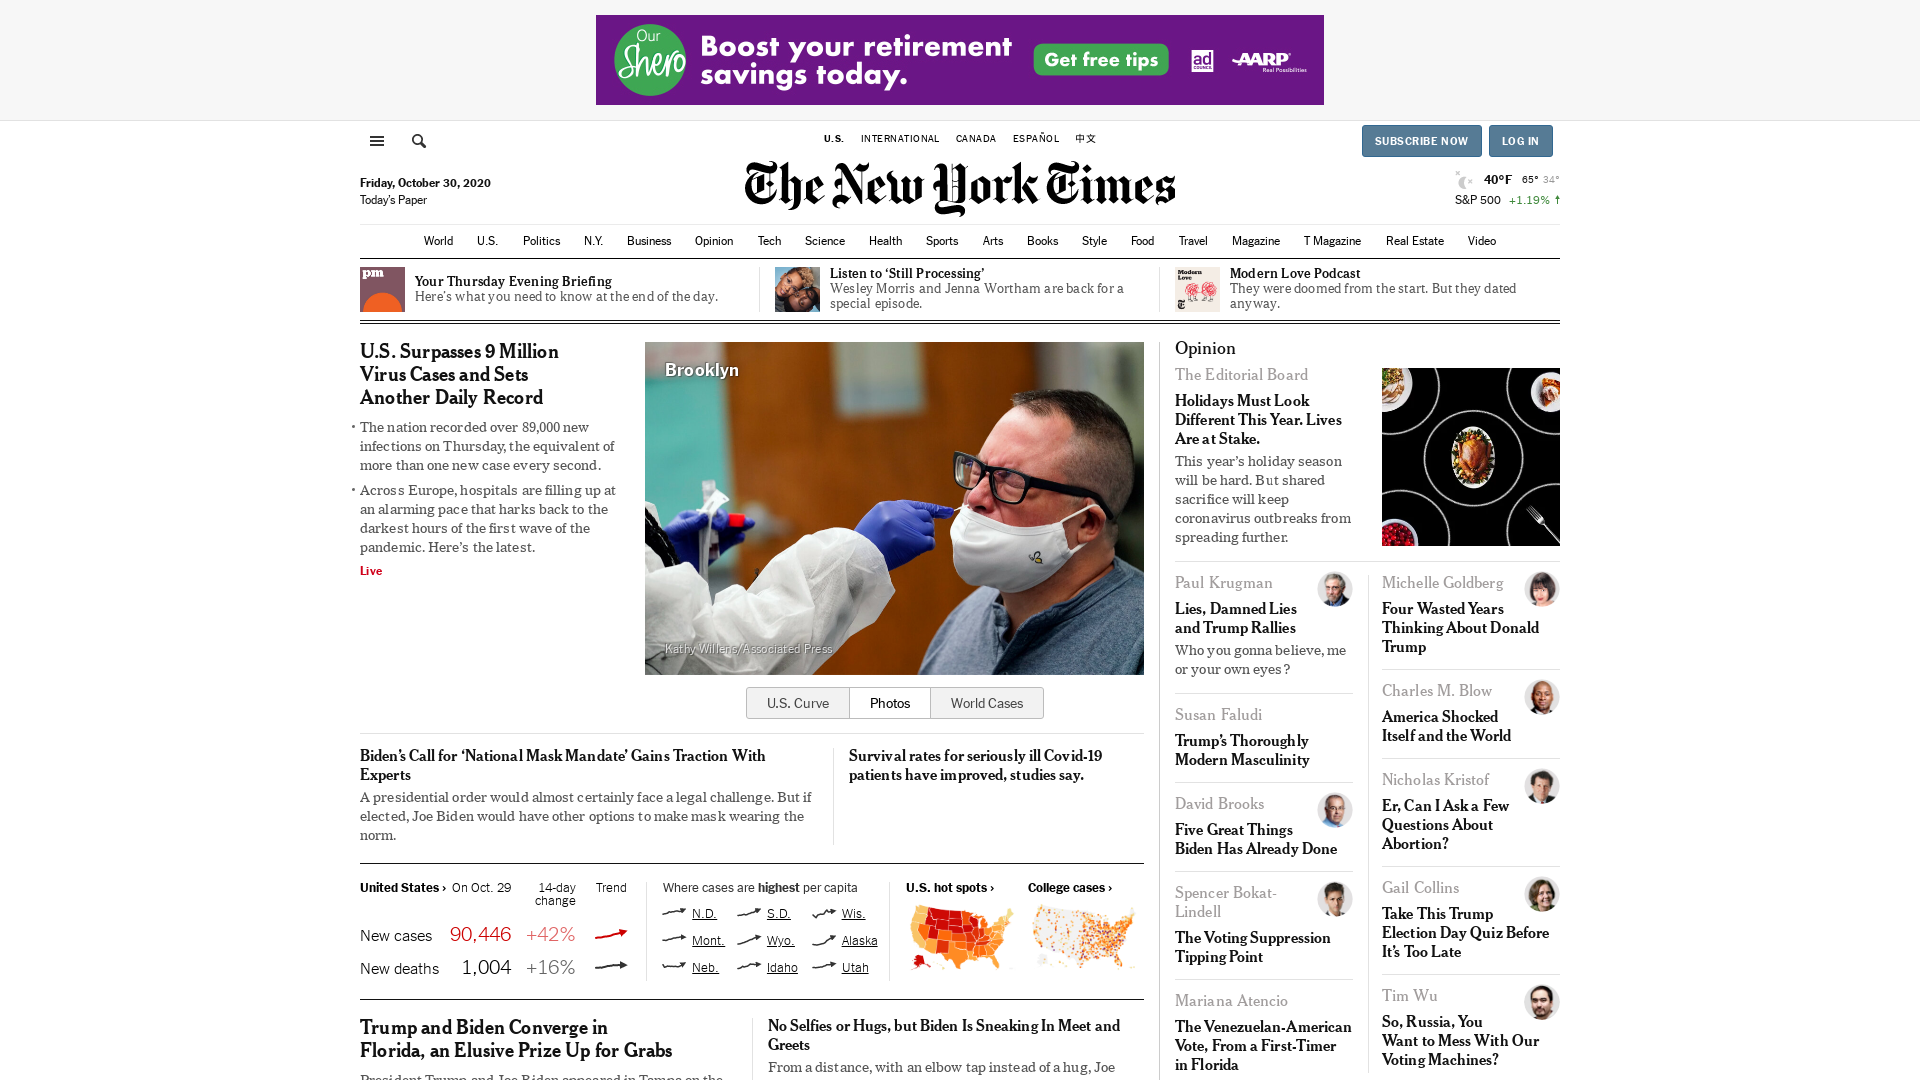 Our
Shero
Boost your retirement
savings today.
Get free tips
ad
COUNCIL
AARP
Real Possibilities
U.S.
INTERNATIONAL
CANADA
ESPAÑOL
中文
SUBSCRIBE NOW
LOG IN
Friday, October 30, 2020
Today's Paper
The New York Times
40°F 65° 34°
S&P 500 +1.19% ↑
World U.S. Politics N.Y. Business Opinion Tech Science Health Sports Arts Books Style Food Travel Magazine T Magazine Real Estate Video
pm
Your Thursday Evening Briefing
Here's what you need to know at the end of the day.
Listen to ‘Still Processing’
Wesley Morris and Jenna Wortham are back for a
special episode.
Modern
Love
Modern Love Podcast
They were doomed from the start. But they dated
anyway.
U.S. Surpasses 9 Million
Virus Cases and Sets
Another Daily Record
• The nation recorded over 89,000 new
infections on Thursday, the equivalent of
more than one new case every second.
• Across Europe, hospitals are filling up at
an alarming pace that harks back to the
darkest hours of the first wave of the
pandemic. Here’s the latest.
Live
Brooklyn
Kathy Willens/Associated Press
U.S. Curve
Photos
World Cases
Biden’s Call for ‘National Mask Mandate’ Gains Traction With
Experts
A presidential order would almost certainly face a legal challenge. But if
elected, Joe Biden would have other options to make mask wearing the
norm.
Survival rates for seriously ill Covid-19
patients have improved, studies say.
United States › On Oct. 29 14-day
change Trend
New cases 90,446 +42%
New deaths 1,004 +16%
Where cases are highest per capita
N.D. S.D. Wis.
Mont. Wyo. Alaska
Neb. Idaho Utah
U.S. hot spots ›
College cases ›
Trump and Biden Converge in
Florida, an Elusive Prize Up for Grabs
President Trump and Joe Biden appeared in Tampa on the
No Selfies or Hugs, but Biden Is Sneaking In Meet and
Greets
From a distance, with an elbow tap instead of a hug, Joe
Opinion
The Editorial Board
Holidays Must Look
Different This Year. Lives
Are at Stake.
This year’s holiday season
will be hard. But shared
sacrifice will keep
coronavirus outbreaks from
spreading further.
Paul Krugman
Lies, Damned Lies
and Trump Rallies
Who you gonna believe, me
or your own eyes?
Susan Faludi
Trump’s Thoroughly
Modern Masculinity
David Brooks
Five Great Things
Biden Has Already Done
Spencer Bokat-
Lindell
The Voting Suppression
Tipping Point
Mariana Atencio
The Venezuelan-American
Vote, From a First-Timer
in Florida
Michelle Goldberg
Four Wasted Years
Thinking About Donald
Trump
Charles M. Blow
America Shocked
Itself and the World
Nicholas Kristof
Er, Can I Ask a Few
Questions About
Abortion?
Gail Collins
Take This Trump
Election Day Quiz Before
It’s Too Late
Tim Wu
So, Russia, You
Want to Mess With Our
Voting Machines?